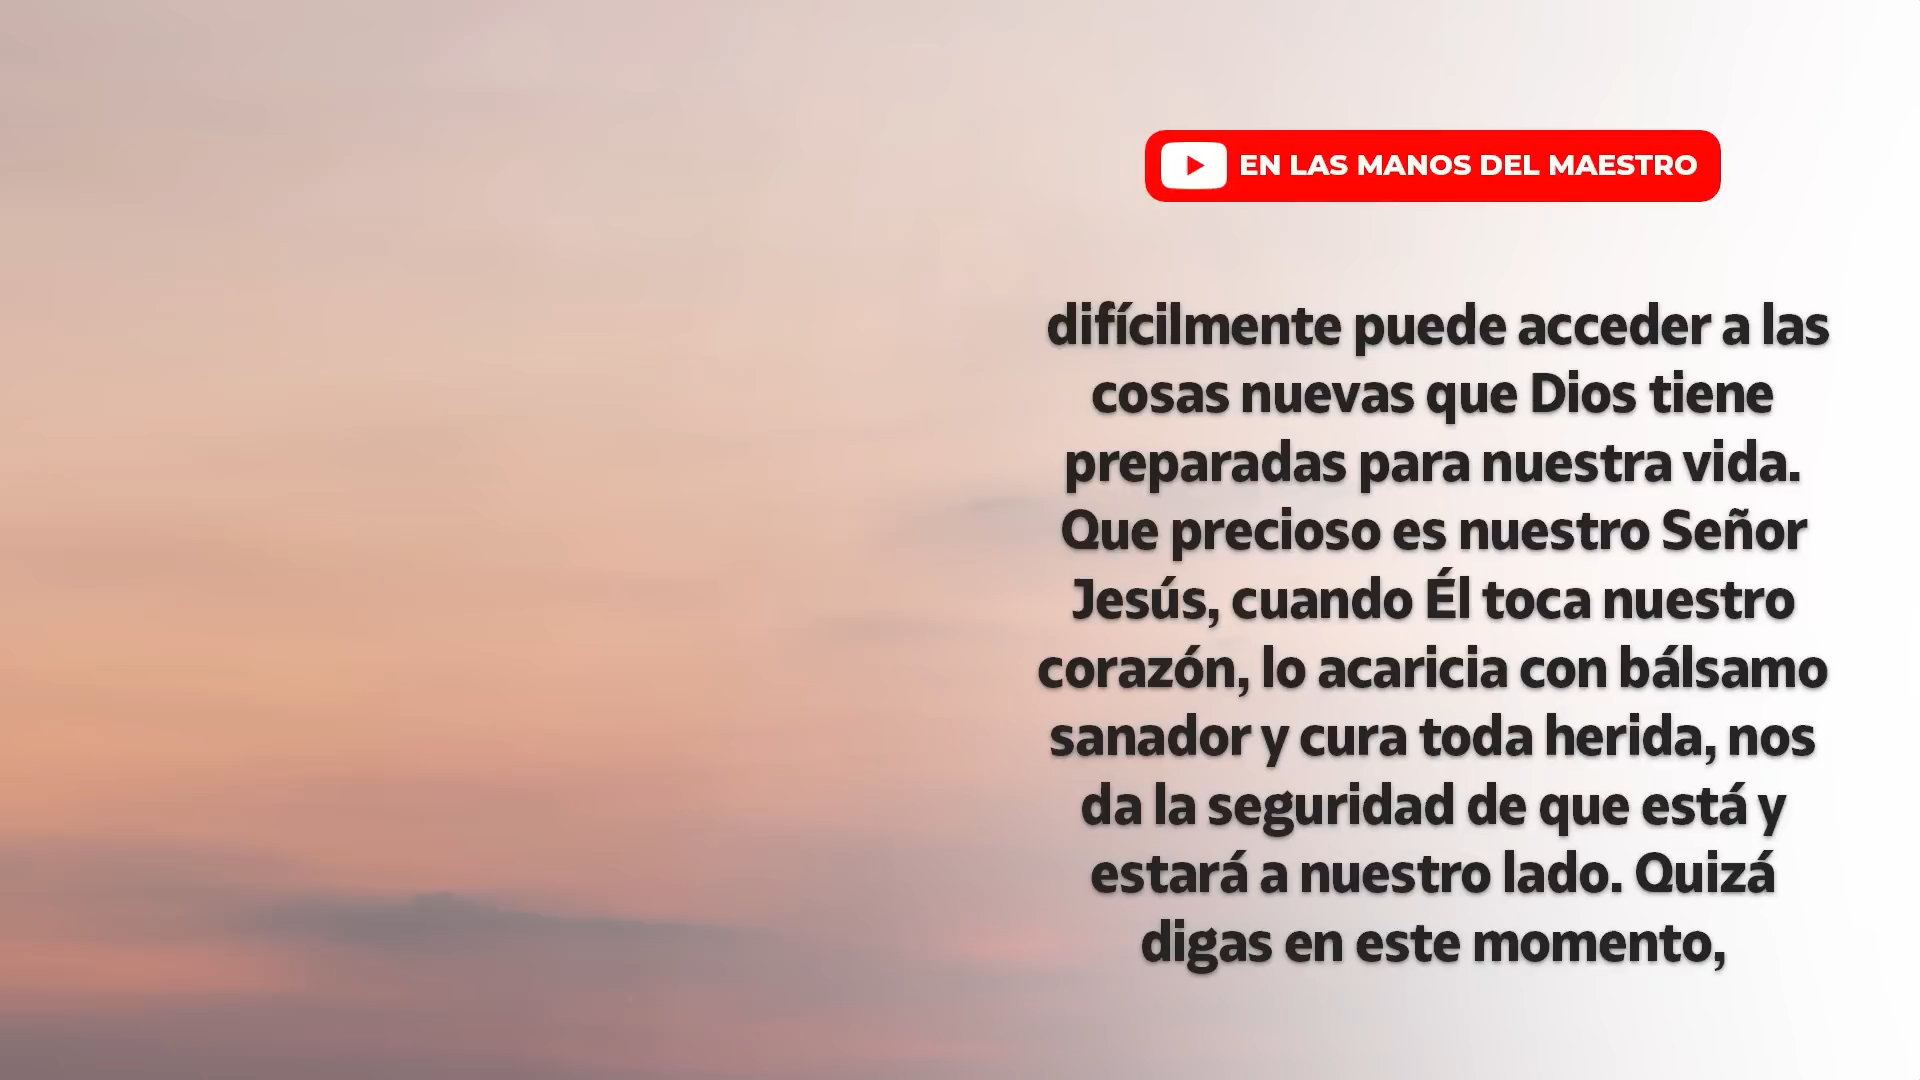 EN LAS MANOS DEL MAESTRO
difícilmente puede acceder a las
cosas nuevas que Dios tiene
preparadas para nuestra vida.
Que precioso es nuestro Señor
Jesús, cuando Él toca nuestro
corazón, lo acaricia con bálsamo
sanador y cura toda herida, nos
da la seguridad de que está y
estará a nuestro lado. Quizá
digas en este momento,